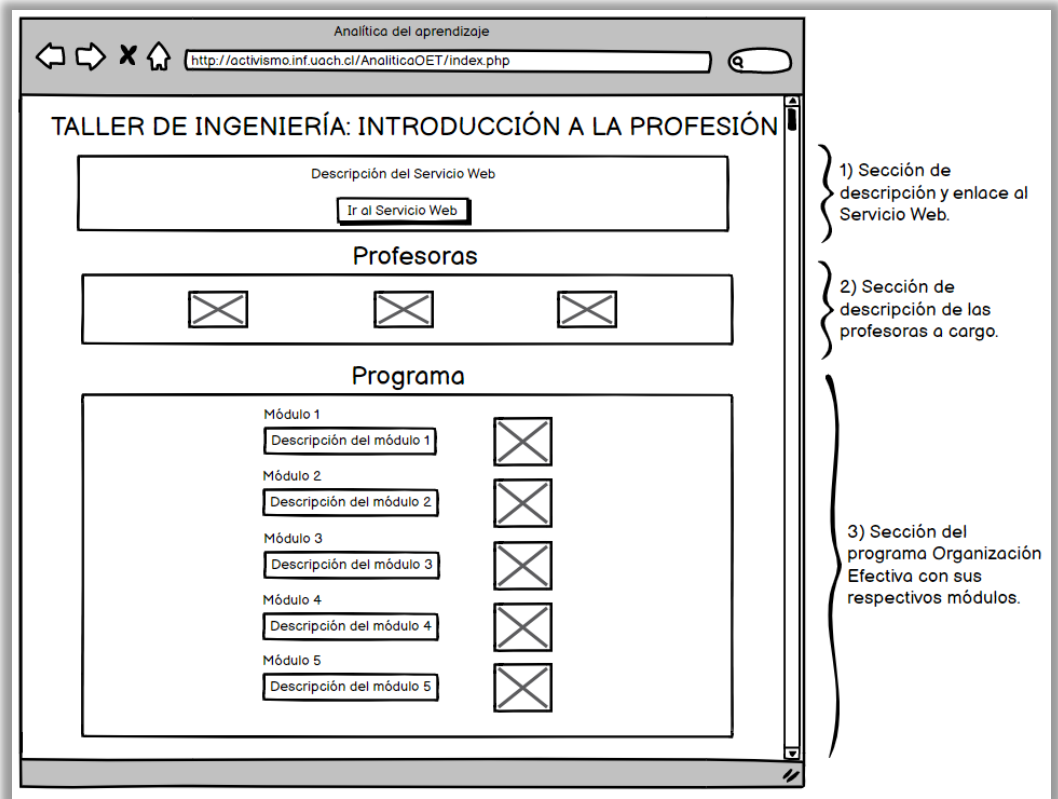 Analítica del aprendizaje
http://activismo.inf.uach.cl/AnaliticaOET/index.php
TALLER DE INGENIERÍA: INTRODUCCIÓN A LA PROFESIÓN
Descripción del Servicio Web
Ir al Servicio Web
1) Sección de
descripción y enlace al
Servicio Web.
Profesoras
2) Sección de
descripción de las
profesoras a cargo.
Programa
Módulo 1
Descripción del módulo 1
Módulo 2
Descripción del módulo 2
Módulo 3
Descripción del módulo 3
Módulo 4
Descripción del módulo 4
Módulo 5
Descripción del módulo 5
3) Sección del
programa Organización
Efectiva con sus
respectivos módulos.